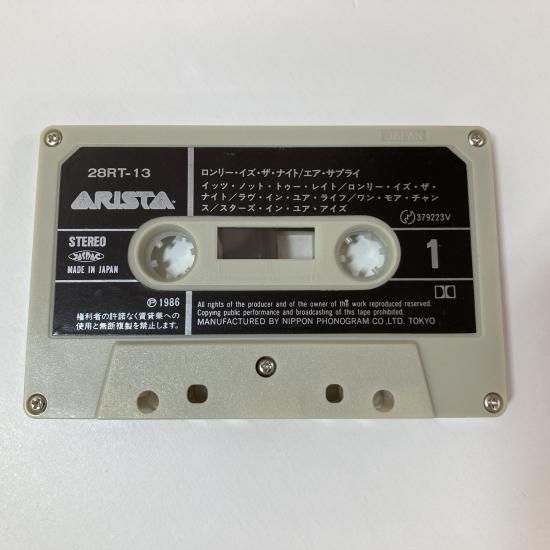 JAPAN
28RT-13
ARISTA
STEREO
MADE IN JAPAN
Ⓟ1986
権利者の許諾なく賃貸業への
使用と無断複製を禁止します。
ロンリー・イズ・ザ・ナイト/エア・サプライ
イッツ・ノット・トゥー・レイト/ロンリー・イズ・ザ・
ナイト/ラヴ・イン・ユア・ライフ/ワン・モア・チャン
ス/スターズ・イン・ユア・アイズ
379223V
1
All rights of the producer and of the owner of the work reproduced reserved.
Copying public performance and broadcasting of this tape prohibited.
MANUFACTURED BY NIPPON PHONOGRAM CO.,LTD. TOKYO